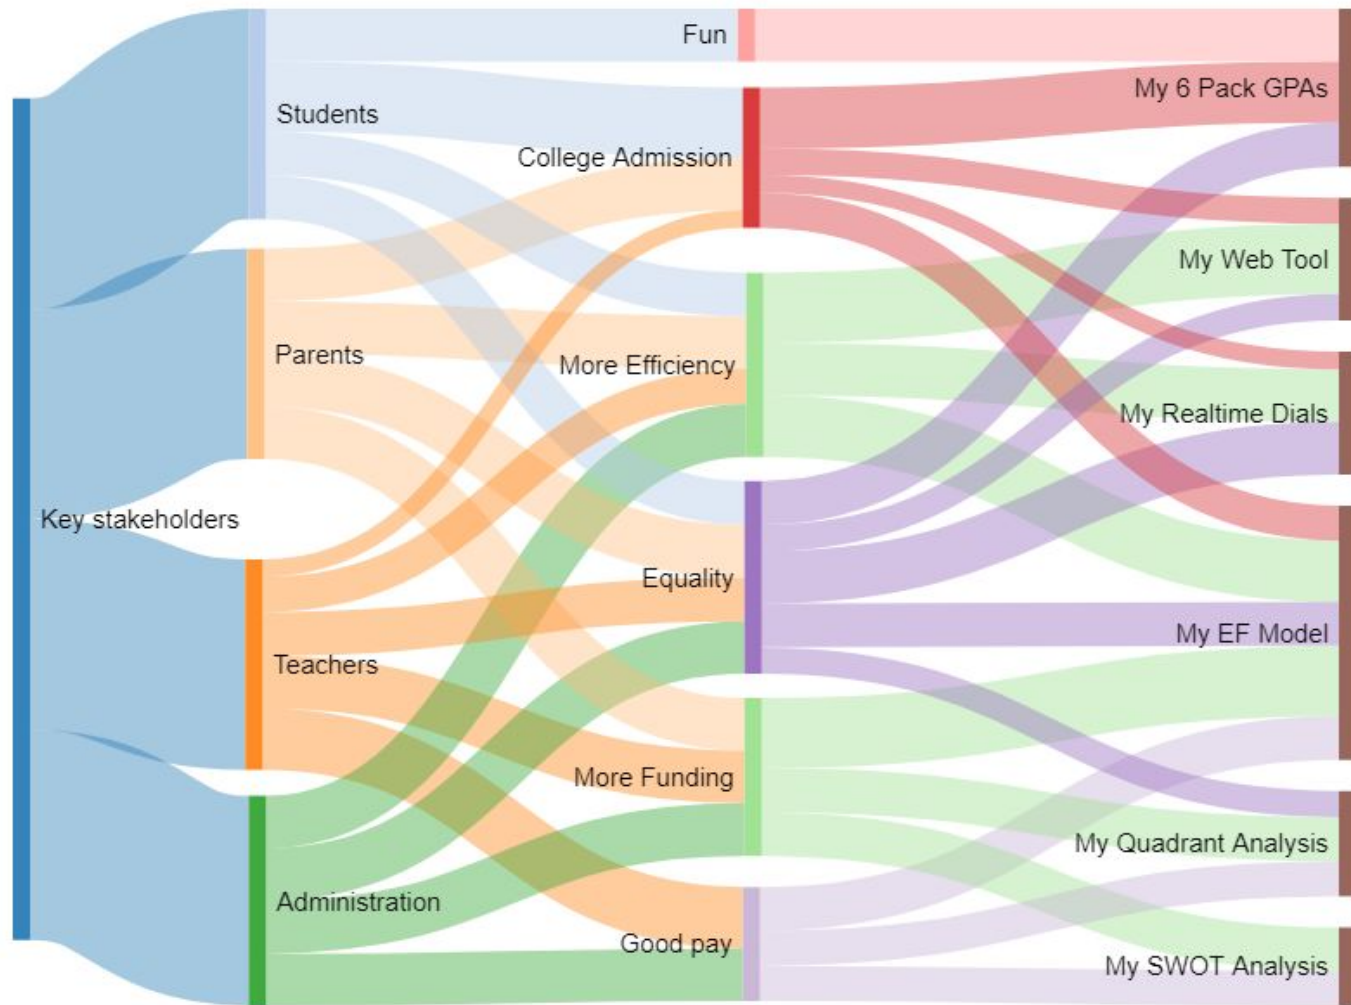 Key stakeholders
Students
Parents
Teachers
Administration
Fun
College Admission
More Efficiency
Equality
More Funding
Good pay
My 6 Pack GPAs
My Web Tool
My Realtime Dials
My EF Model
My Quadrant Analysis
My SWOT Analysis